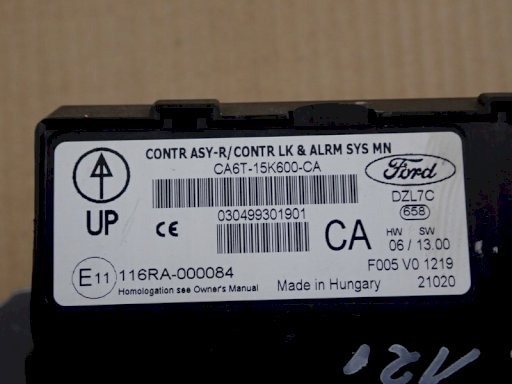 CONTR ASY-R/CONTR LK & ALRM SYS MN
CA6T-15K600-CA
Ford
DZL7C
658
UP
CE
030499301901
CA
HW SW
06 / 13.00
E11 116RA-000084
F005 V0 1219
Homologation see Owner's Manual
Made in Hungary
21020